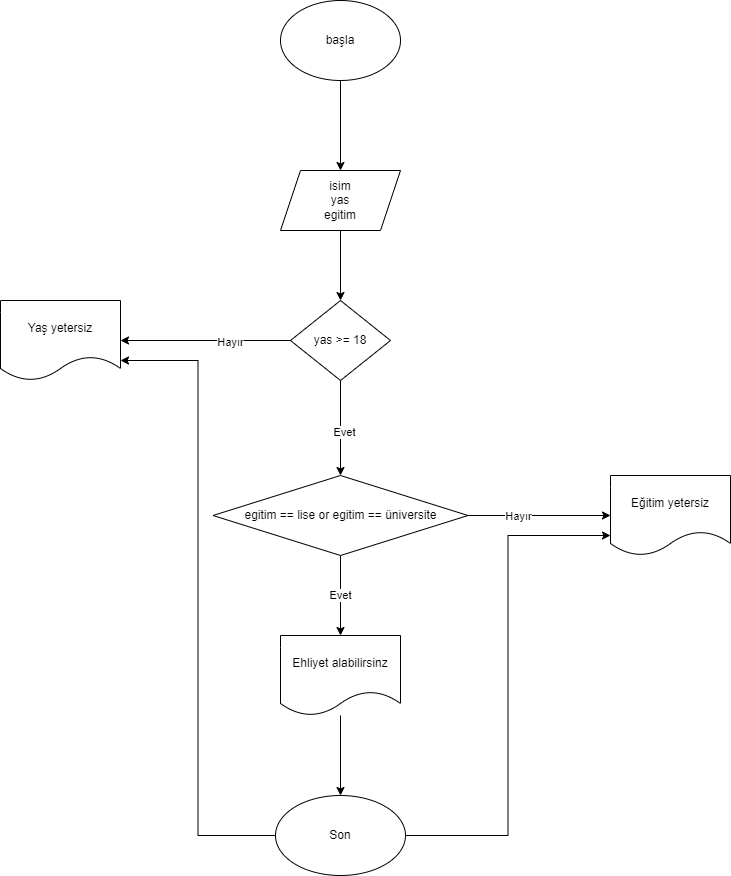 başla
isim
yas
egitim
Yaş yetersiz
Hayır
yas >= 18
Evet
egitim == lise or egitim == üniversite
Hayır
Eğitim yetersiz
Evet
Ehliyet alabilirsinz
Son